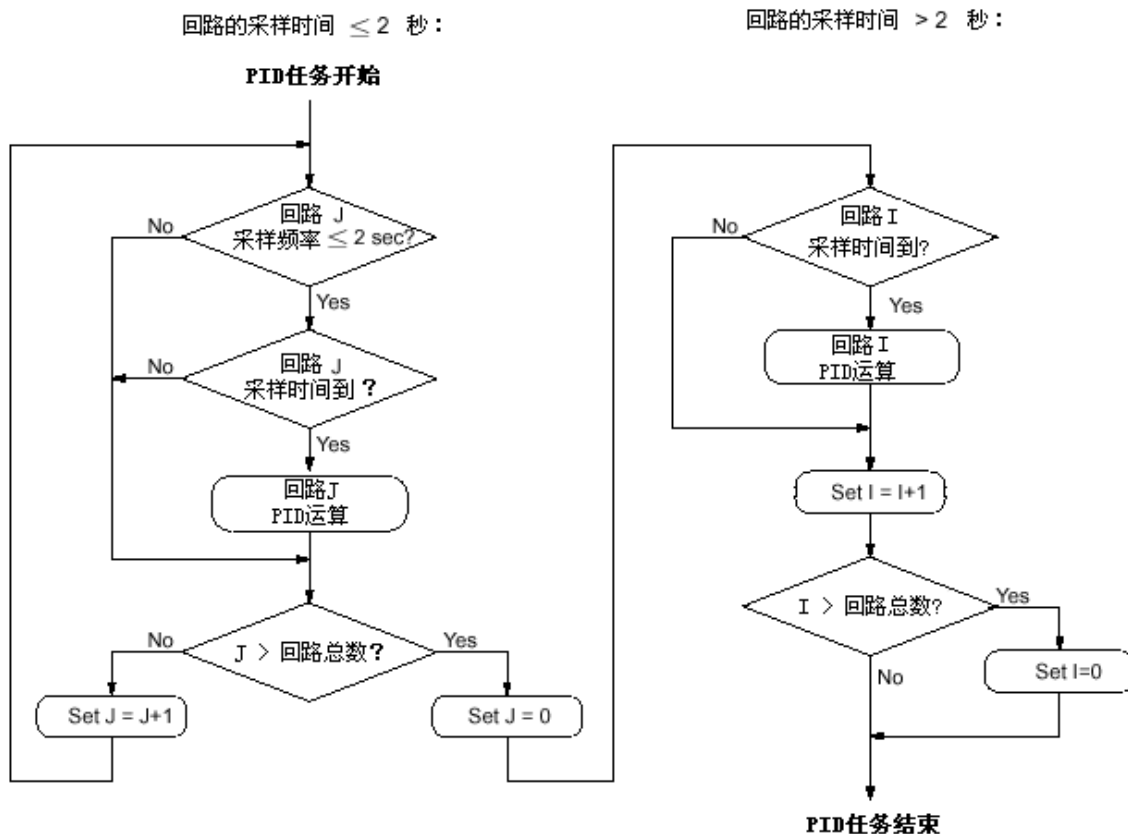 回路的采样时间 ≤ 2 秒:
PID任务开始
回路 J
采样频率 ≤ 2 sec?
No
Yes
回路 J
采样时间到 ?
No
Yes
回路J
PID运算
J > 回路总数?
No
Yes
Set J = J+1
Set J = 0
回路的采样时间 > 2 秒:
回路 I
采样时间到?
No
Yes
回路 I
PID运算
Set I = I+1
I > 回路总数?
Yes
No
Set I=0
PID任务结束